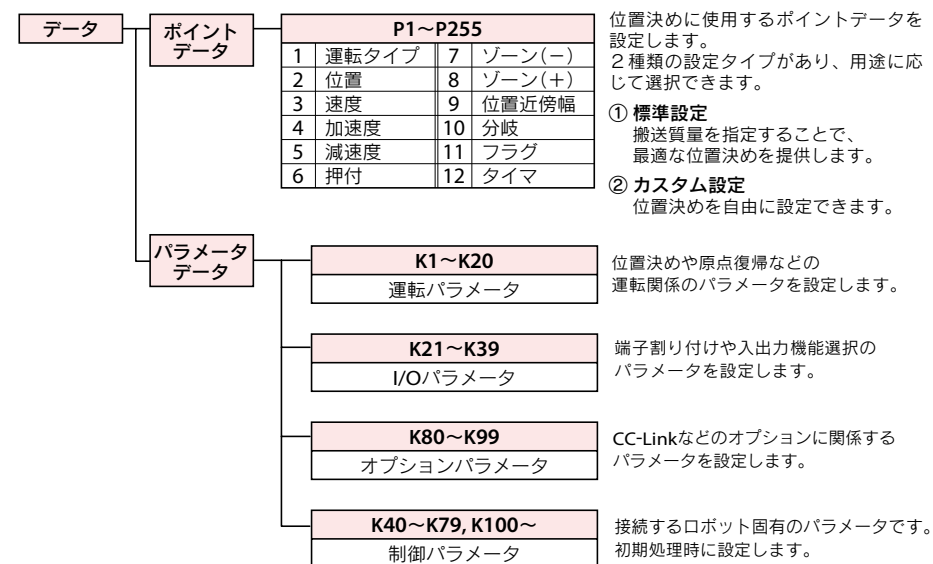 データ
ポイント
データ
P1～P255
1 運転タイプ 7 ゾーン(－)
2 位置 8 ゾーン(＋)
3 速度 9 位置近傍幅
4 加速度 10 分岐
5 減速度 11 フラグ
6 押付 12 タイマ
位置決めに使用するポイントデータを
設定します。
２種類の設定タイプがあり、用途に応
じて選択できます。
① 標準設定
搬送質量を指定することで、
最適な位置決めを提供します。
② カスタム設定
位置決めを自由に設定できます。
パラメータ
データ
K1～K20
運転パラメータ
位置決めや原点復帰などの
運転関係のパラメータを設定します。
K21～K39
I/Oパラメータ
端子割り付けや入出力機能選択の
パラメータを設定します。
K80～K99
オプションパラメータ
CC-Linkなどのオプションに関係する
パラメータを設定します。
K40～K79, K100～
制御パラメータ
接続するロボット固有のパラメータです。
初期処理時に設定します。